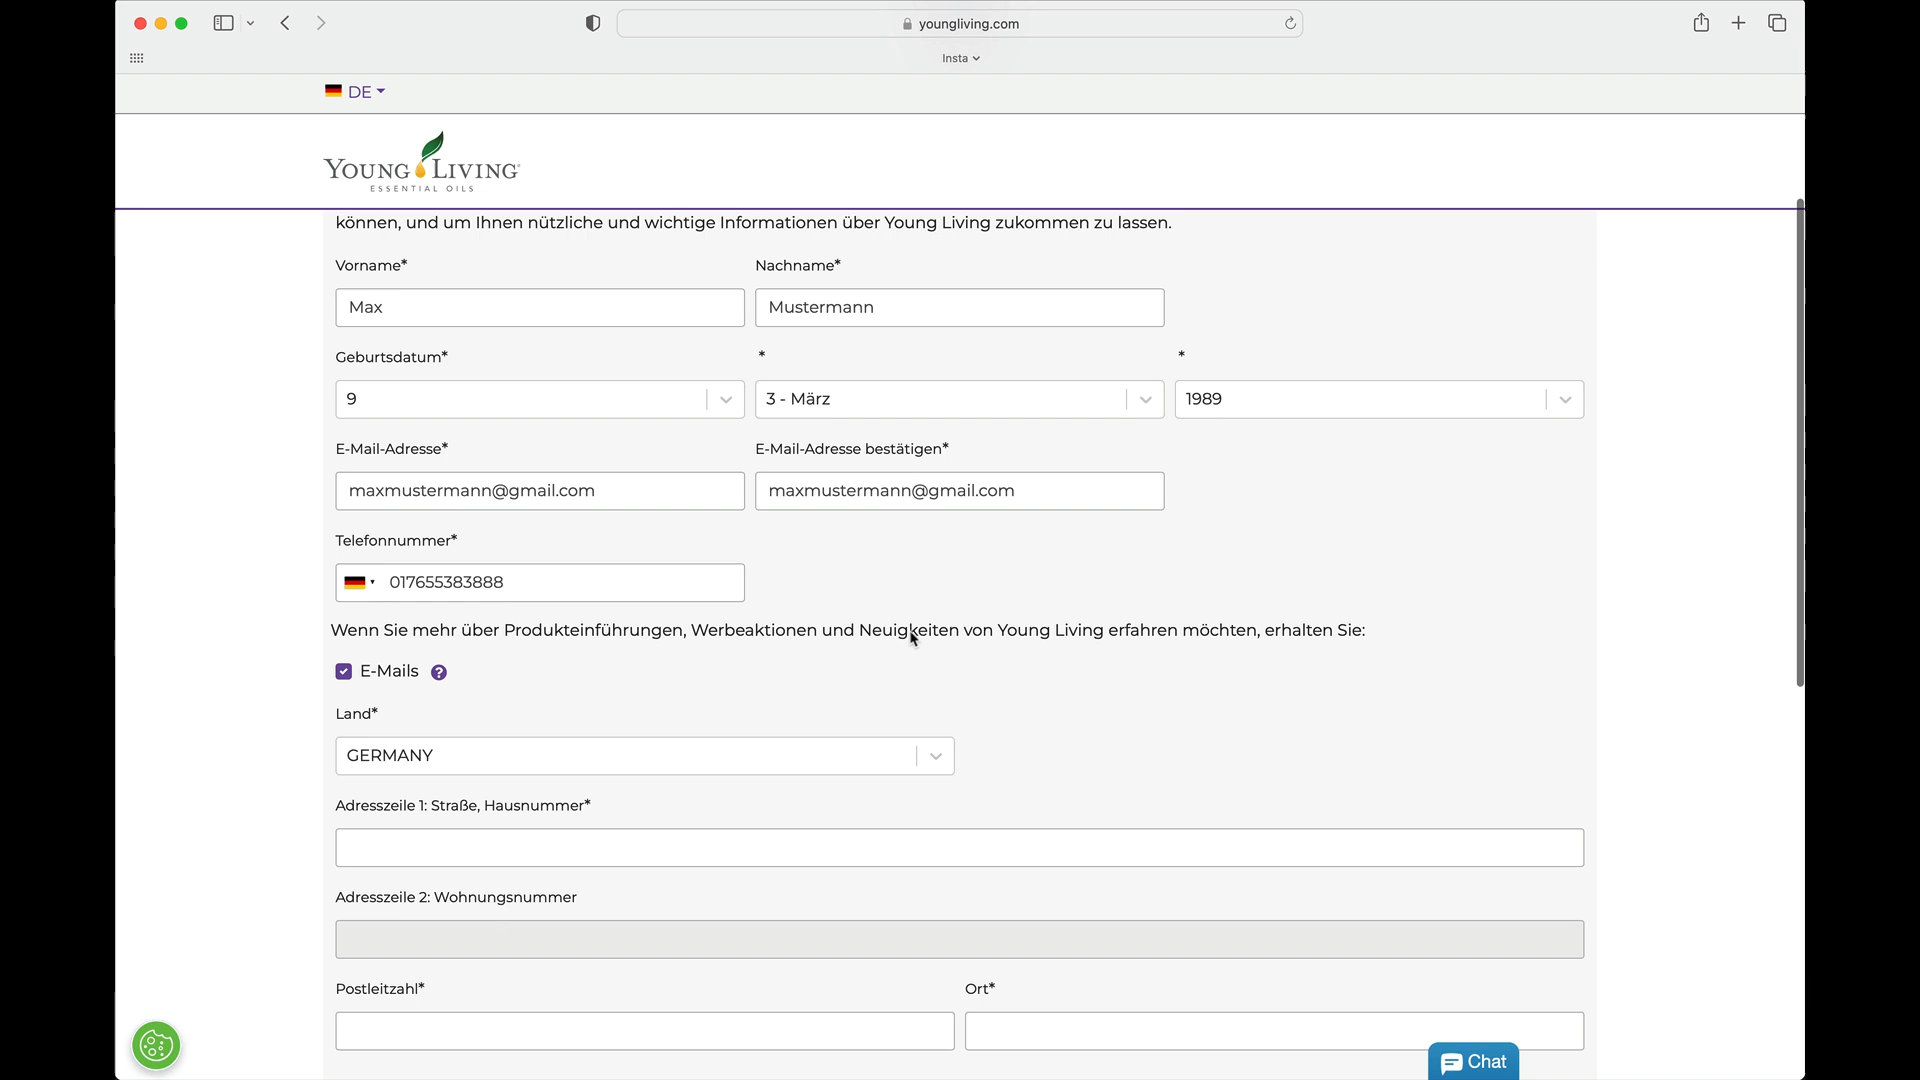 youngliving.com
Insta
DE
YOUNG LIVING
ESSENTIAL OILS
können, und um Ihnen nützliche und wichtige Informationen über Young Living zukommen zu lassen.
Vorname* Nachname*
Max Mustermann
Geburtsdatum* * *
9 3 - März 1989
E-Mail-Adresse* E-Mail-Adresse bestätigen*
maxmustermann@gmail.com maxmustermann@gmail.com
Telefonnummer*
017655383888
Wenn Sie mehr über Produkteinführungen, Werbeaktionen und Neuigkeiten von Young Living erfahren möchten, erhalten Sie:
E-Mails ?
Land*
GERMANY
Adresszeile 1: Straße, Hausnummer*
Adresszeile 2: Wohnungsnummer
Postleitzahl* Ort*
Chat